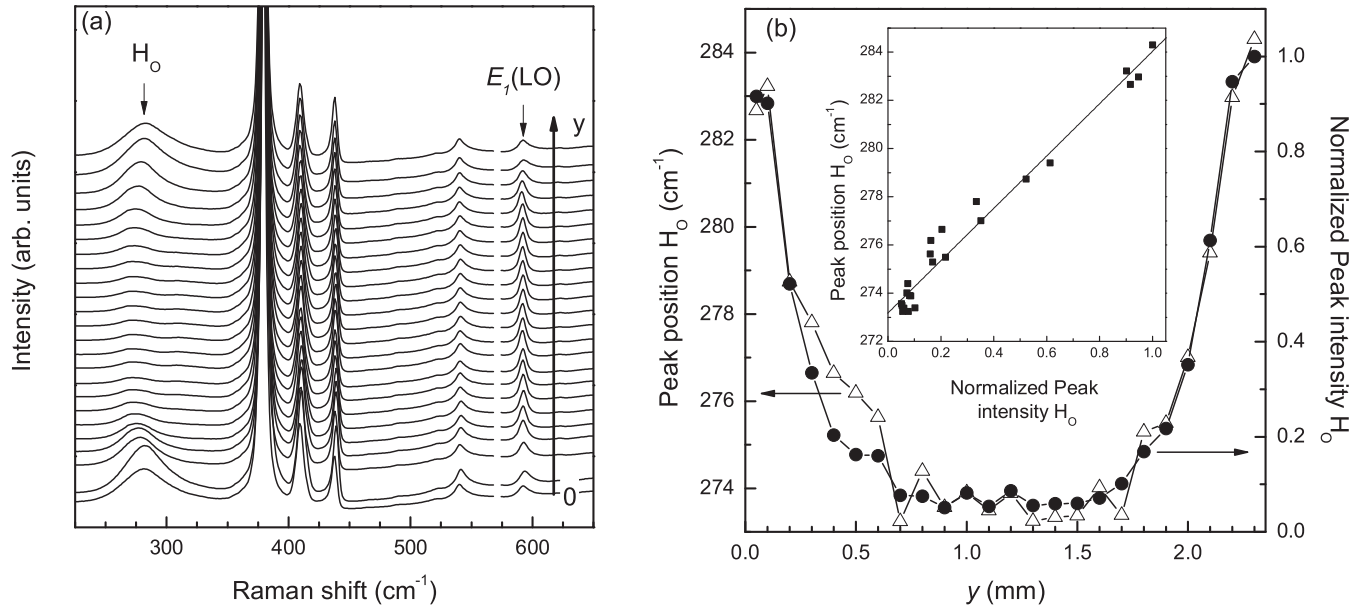 (a)
H_O
E_1(LO)
y
0
Intensity (arb. units)
300 400 500 600
Raman shift (cm^-1)
(b)
284
282
280
278
276
274
Peak position H_O (cm^-1)
0.0 0.5 1.0 1.5 2.0
y (mm)
1.0
0.8
0.6
0.4
0.2
0.0
Normalized Peak intensity H_O
284
282
280
278
276
274
272
Peak position H_O (cm^-1)
0.0 0.2 0.4 0.6 0.8 1.0
Normalized Peak
intensity H_O